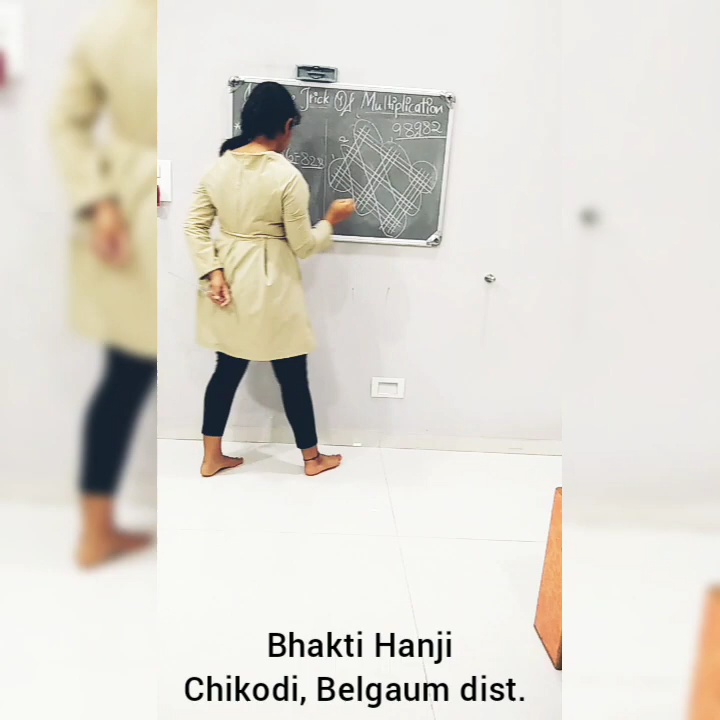 Trick Of Multiplication
98982
Bhakti Hanji
Chikodi, Belgaum dist.